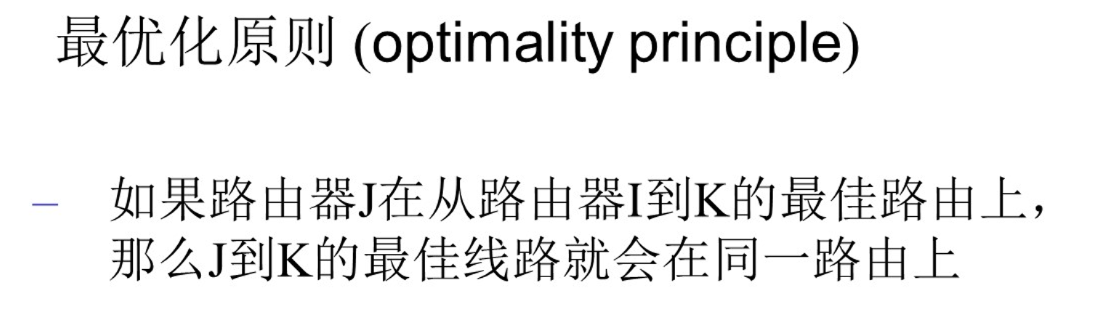 最优化原则 (optimality principle)
– 如果路由器J在从路由器I到K的最佳路由上，
那么J到K的最佳线路就会在同一路由上